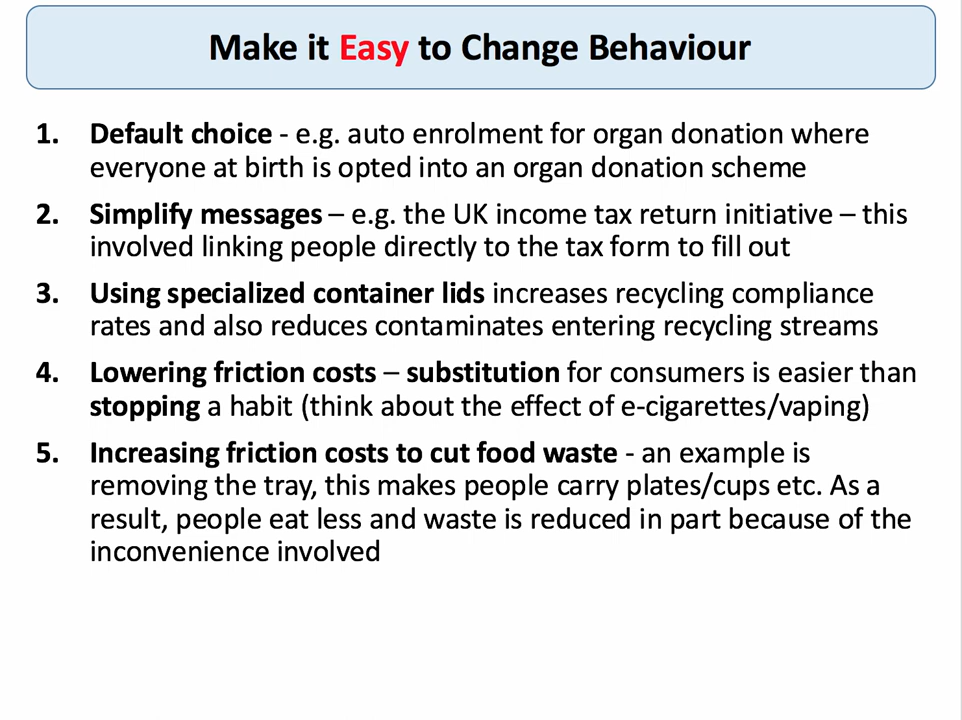 Make it Easy to Change Behaviour
1. Default choice - e.g. auto enrolment for organ donation where
everyone at birth is opted into an organ donation scheme
2. Simplify messages – e.g. the UK income tax return initiative – this
involved linking people directly to the tax form to fill out
3. Using specialized container lids increases recycling compliance
rates and also reduces contaminates entering recycling streams
4. Lowering friction costs – substitution for consumers is easier than
stopping a habit (think about the effect of e-cigarettes/vaping)
5. Increasing friction costs to cut food waste - an example is
removing the tray, this makes people carry plates/cups etc. As a
result, people eat less and waste is reduced in part because of the
inconvenience involved